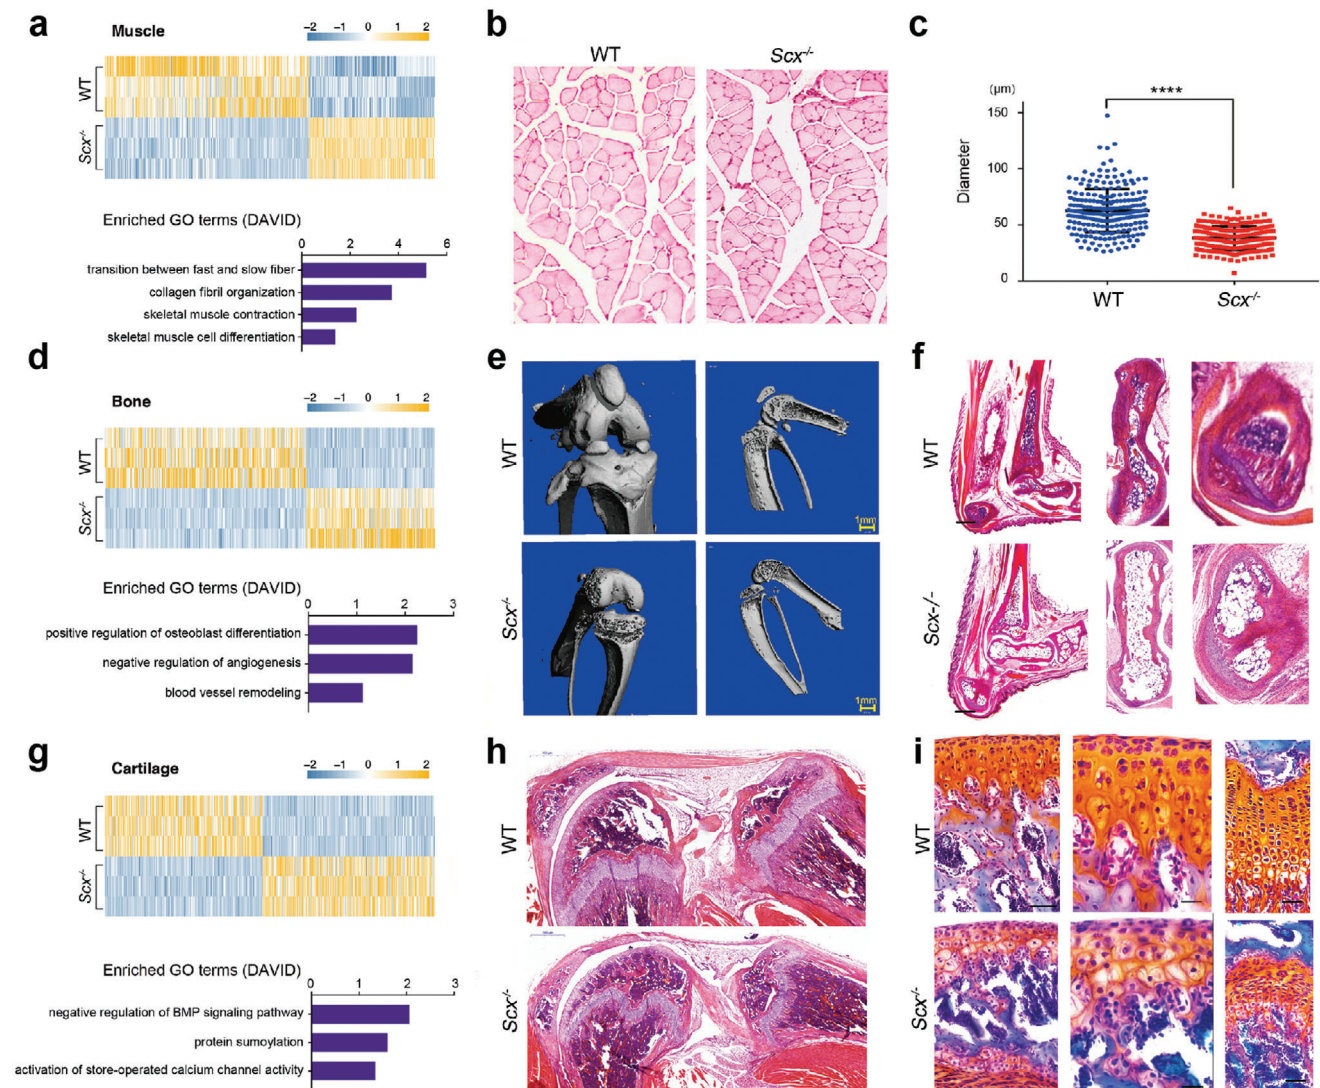 a
Muscle
−2 −1 0 1 2
WT
Scx-/-
Enriched GO terms (DAVID)
0 2 4 6
transition between fast and slow fiber
collagen fibril organization
skeletal muscle contraction
skeletal muscle cell differentiation
b
WT Scx-/-
c
(μm)
****
150
100
50
0
Diameter
WT Scx-/-
d
Bone
−2 −1 0 1 2
WT
Scx-/-
Enriched GO terms (DAVID)
0 1 2 3
positive regulation of osteoblast differentiation
negative regulation of angiogenesis
blood vessel remodeling
e
WT
1mm 1mm
Scx-/-
1mm 1mm
f
WT
Scx-/-
g
Cartilage
−2 −1 0 1 2
WT
Scx-/-
Enriched GO terms (DAVID)
0 1 2 3
negative regulation of BMP signaling pathway
protein sumoylation
activation of store-operated calcium channel activity
h
WT
Scx-/-
i
WT
Scx-/-